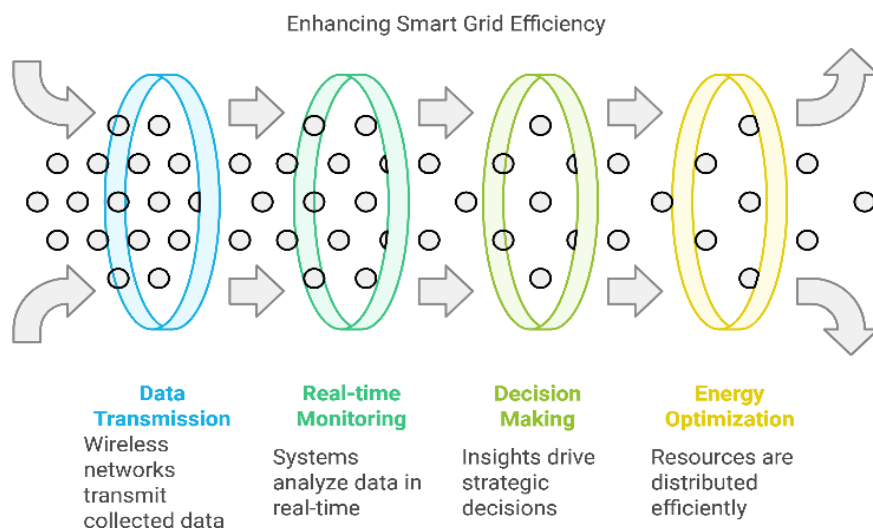 Enhancing Smart Grid Efficiency
Data
Transmission
Wireless
networks
transmit
collected data
Real-time
Monitoring
Systems
analyze data in
real-time
Decision
Making
Insights drive
strategic
decisions
Energy
Optimization
Resources are
distributed
efficiently